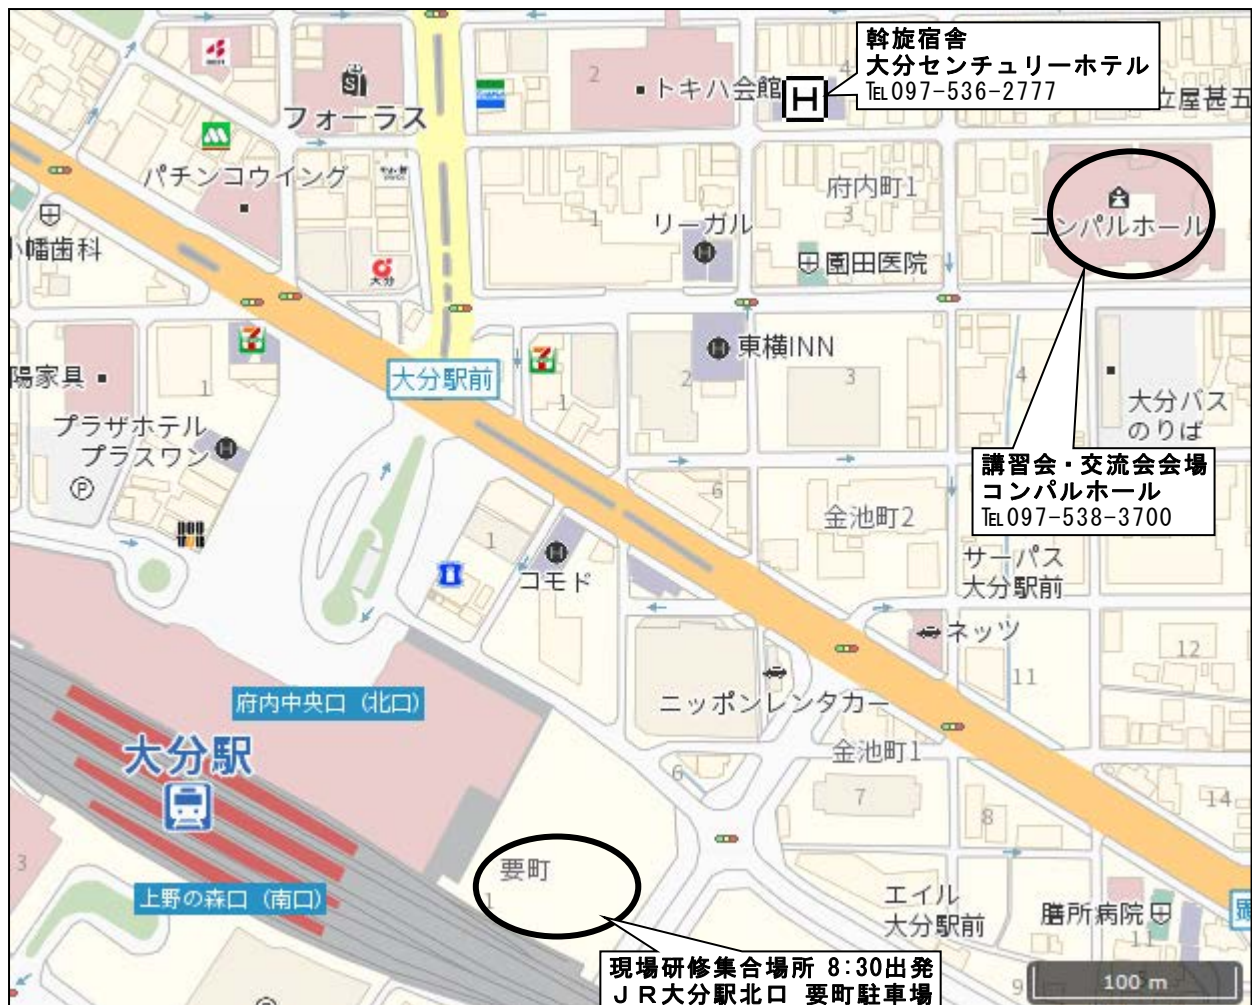 斡旋宿舎
大分センチュリーホテル
℡097-536-2777
2
トキハ会館
4
H
立屋甚五
フォーラス
パチンコウイング
府内町1
3
1
リーガル
コンパルホール
小幡歯科
園田医院
大分
大分駅前
東横INN
陽家具
1
1
2
3
4
大分バス
のりば
プラザホテル
プラスワン
P
講習会・交流会会場
コンパルホール
℡097-538-3700
6
金池町2
1
コモド
サーパス
大分駅前
ネッツ
12
11
ニッポンレンタカー
府内中央口 (北口)
大分駅
金池町1
6
7
8
14
3
要町
1
上野の森口 (南口)
エイル
大分駅前
膳所病院
11
現場研修集合場所 8:30出発
JR大分駅北口 要町駐車場
9
100 m